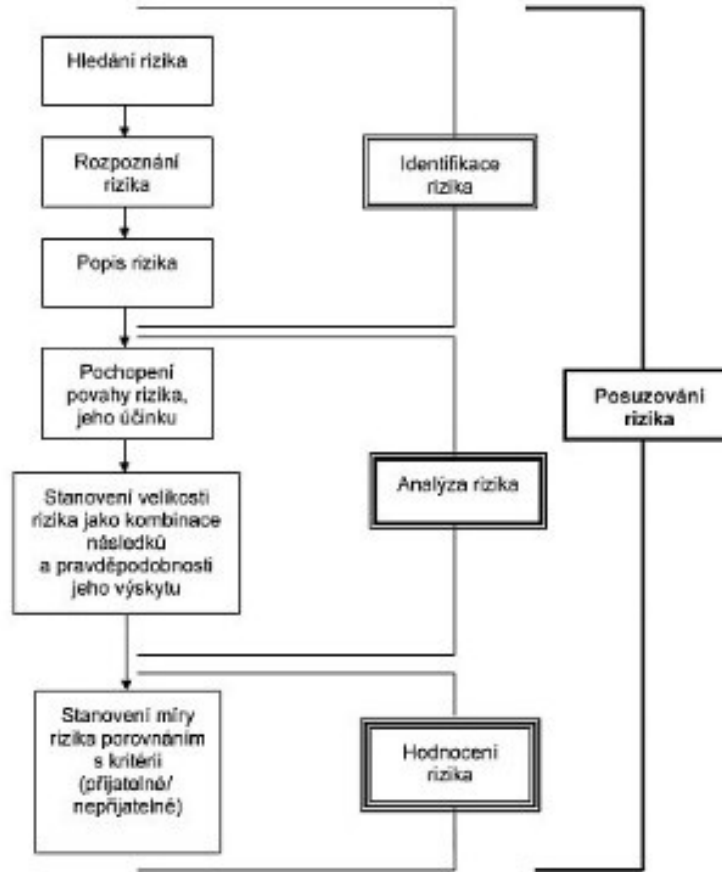 Hledání rizika
Rozpoznání
rizika
Identifikace
rizika
Popis rizika
Pochopení
povahy rizika,
jeho účinku
Posuzování
rizika
Stanovení velikosti
rizika jako kombinace
následků
a pravděpodobnosti
jeho výskytu
Analýza rizika
Stanovení míry
rizika porovnáním
s kritérii
(přijatelné/
nepřijatelné)
Hodnocení
rizika